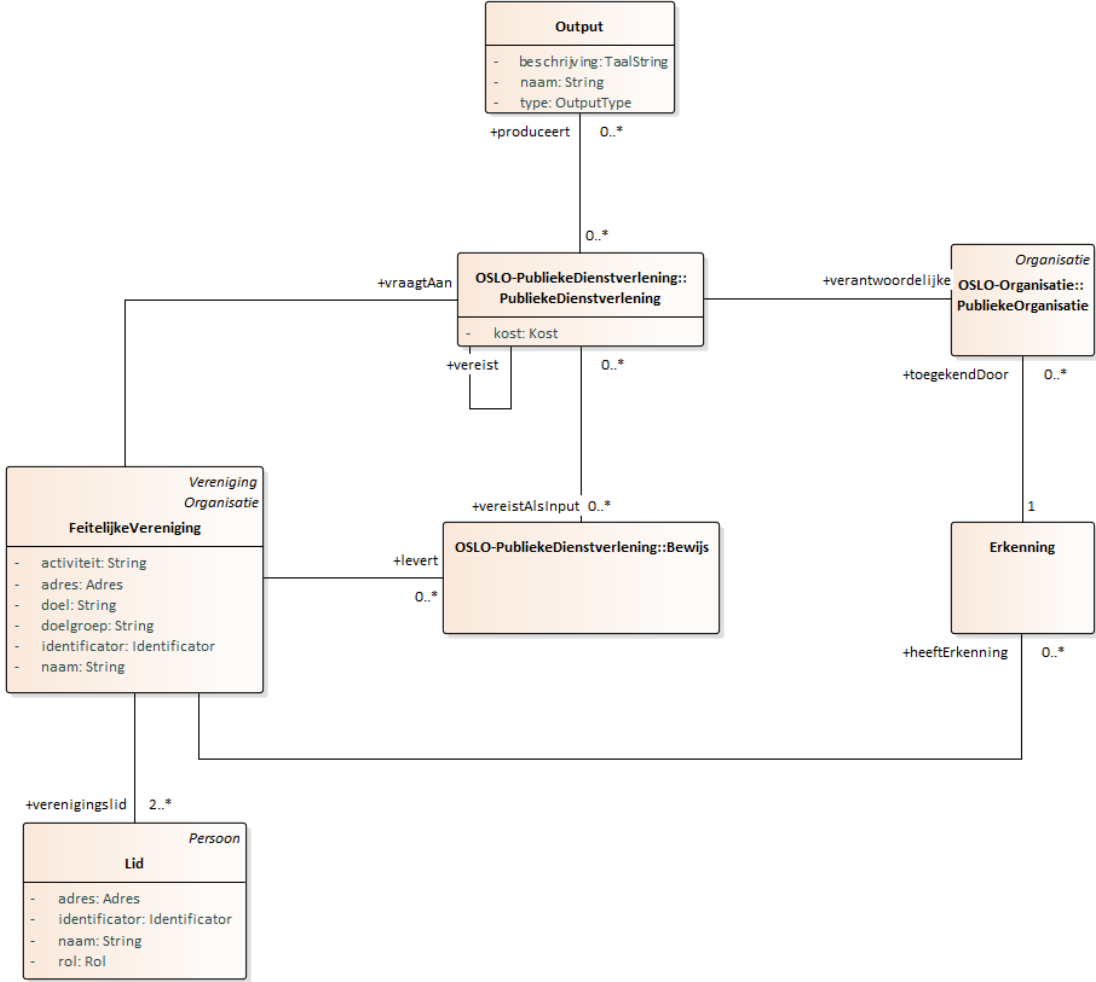 Output
- beschrijving: TaalString
- naam: String
- type: OutputType
+produceert 0..*
0..*
+vraagtAan
OSLO-PubliekeDienstverlening::
PubliekeDienstverlening
- kost: Kost
+verantwoordelijke
Organisatie
OSLO-Organisatie::
PubliekeOrganisatie
+vereist
0..*
+toegekendDoor 0..*
Vereniging
Organisatie
FeitelijkeVereniging
- activiteit: String
- adres: Adres
- doel: String
- doelgroep: String
- identificator: Identificator
- naam: String
+vereistAlsInput 0..*
1
+levert
0..*
OSLO-PubliekeDienstverlening::Bewijs
Erkenning
+heeftErkenning 0..*
+verenigingslid 2..*
Persoon
Lid
- adres: Adres
- identificator: Identificator
- naam: String
- rol: Rol